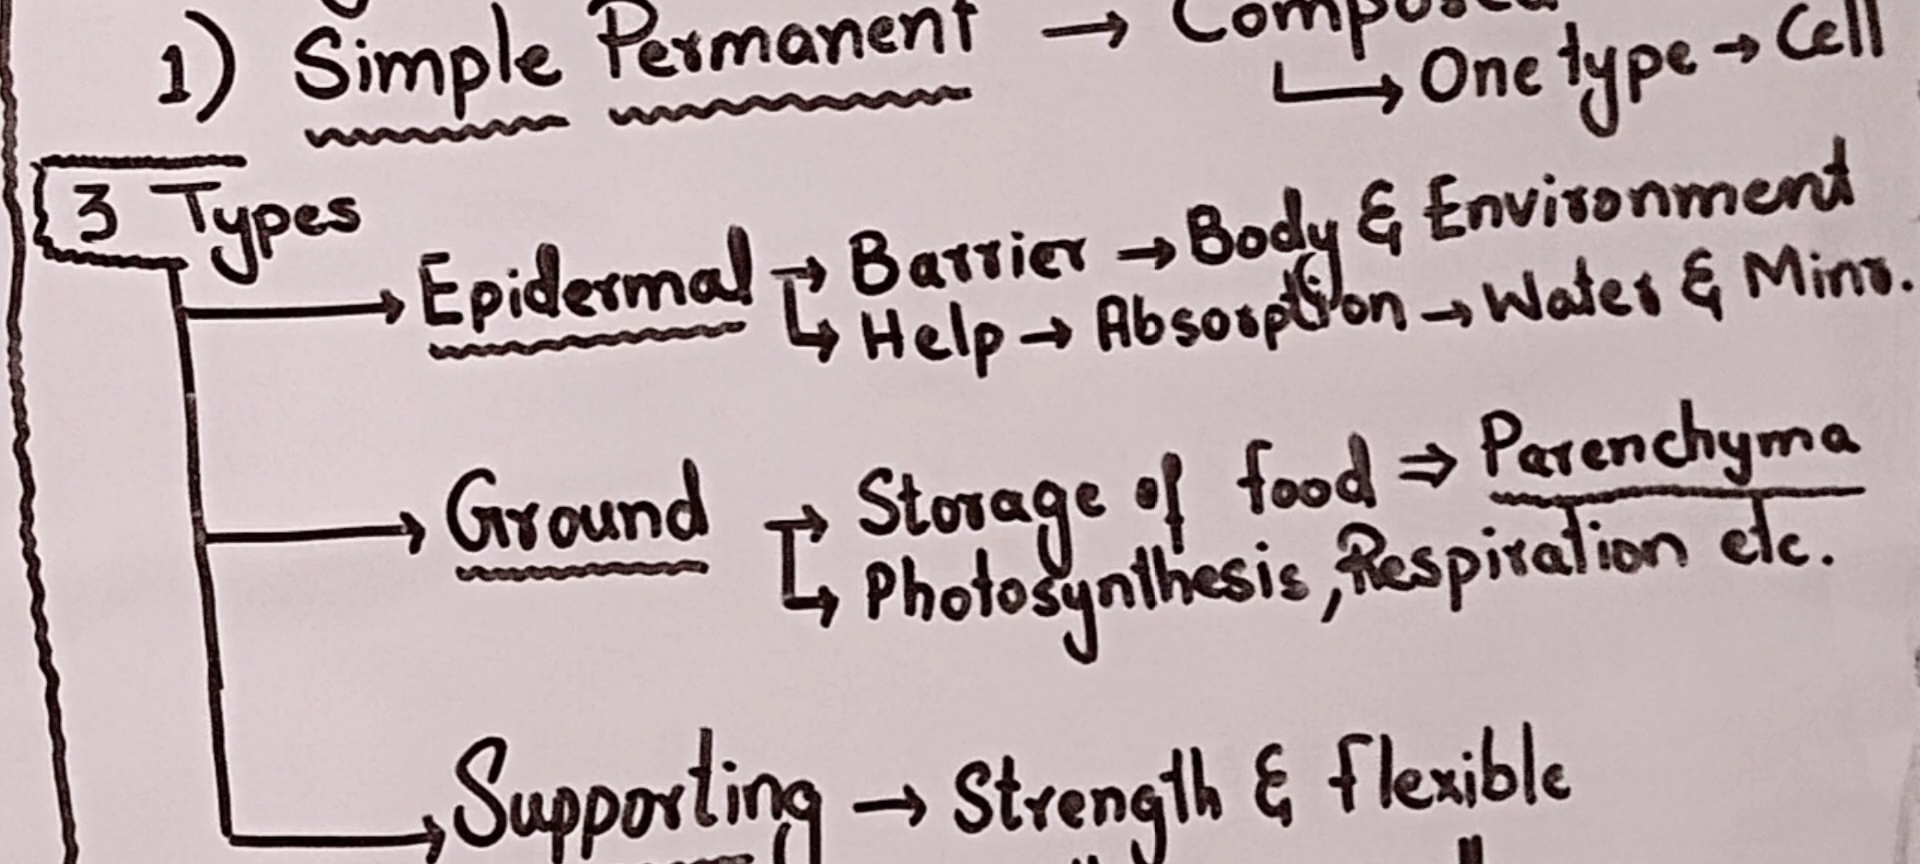 1) Simple Permanent → Composed
↳ One type → Cell
3 Types
→ Epidermal → Barrier → Body & Environment
↳ Help → Absorption → Water & Minr.
→ Ground → Storage of food ⇒ Parenchyma
↳ Photosynthesis, Respiration etc.
→ Supporting → Strength & flexible